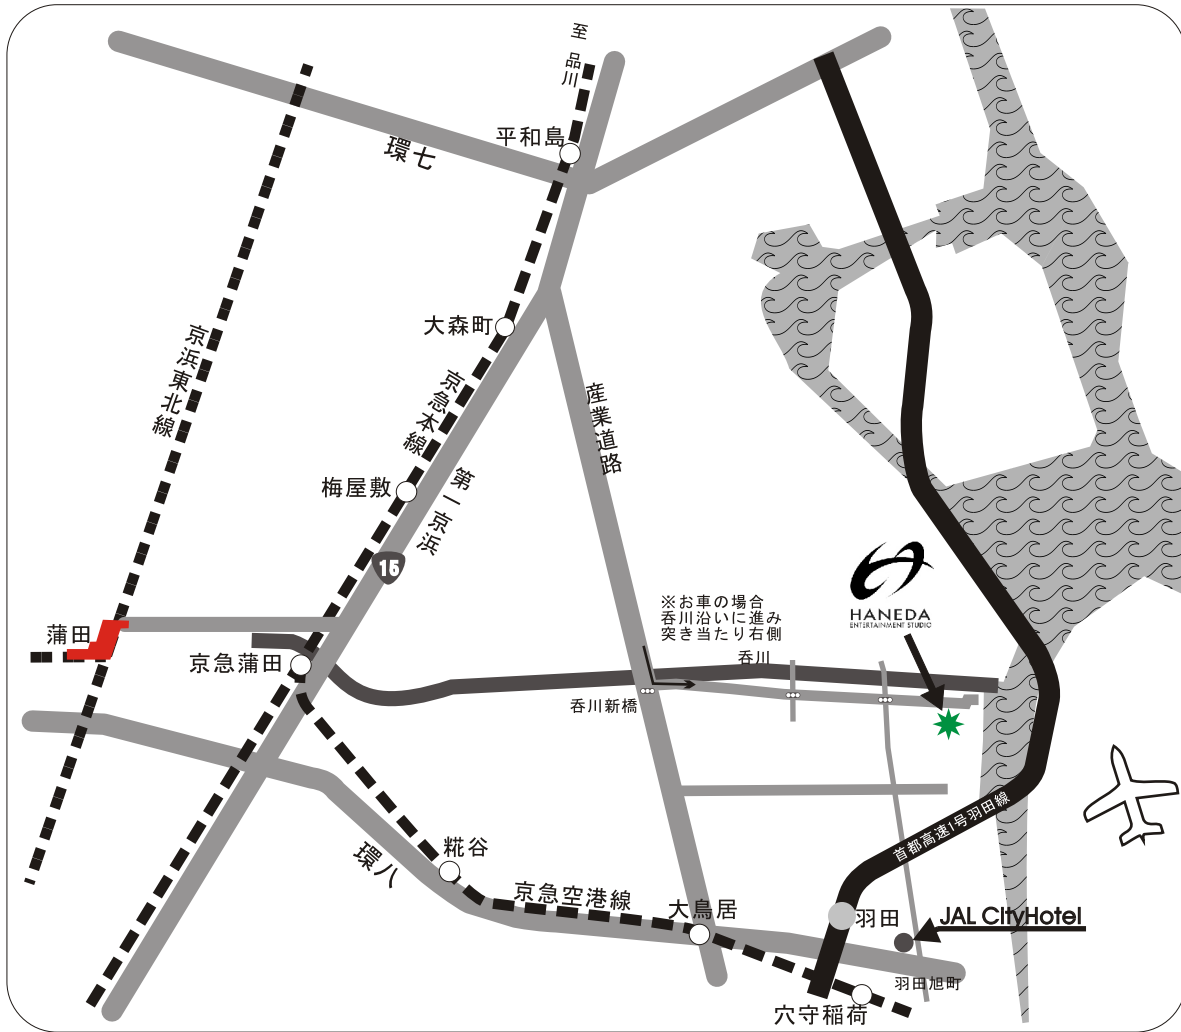 至 品川
平和島
環七
大森町
京浜東北線
京急本線
産業道路
梅屋敷
第一京浜
15
HANEDA
ENTERTAINMENT STUDIO
※お車の場合
呑川沿いに進み
突き当たり右側
蒲田
京急蒲田
呑川
呑川新橋
首都高速1号羽田線
糀谷
環八
京急空港線
大鳥居
羽田
JAL CityHotel
羽田旭町
穴守稲荷